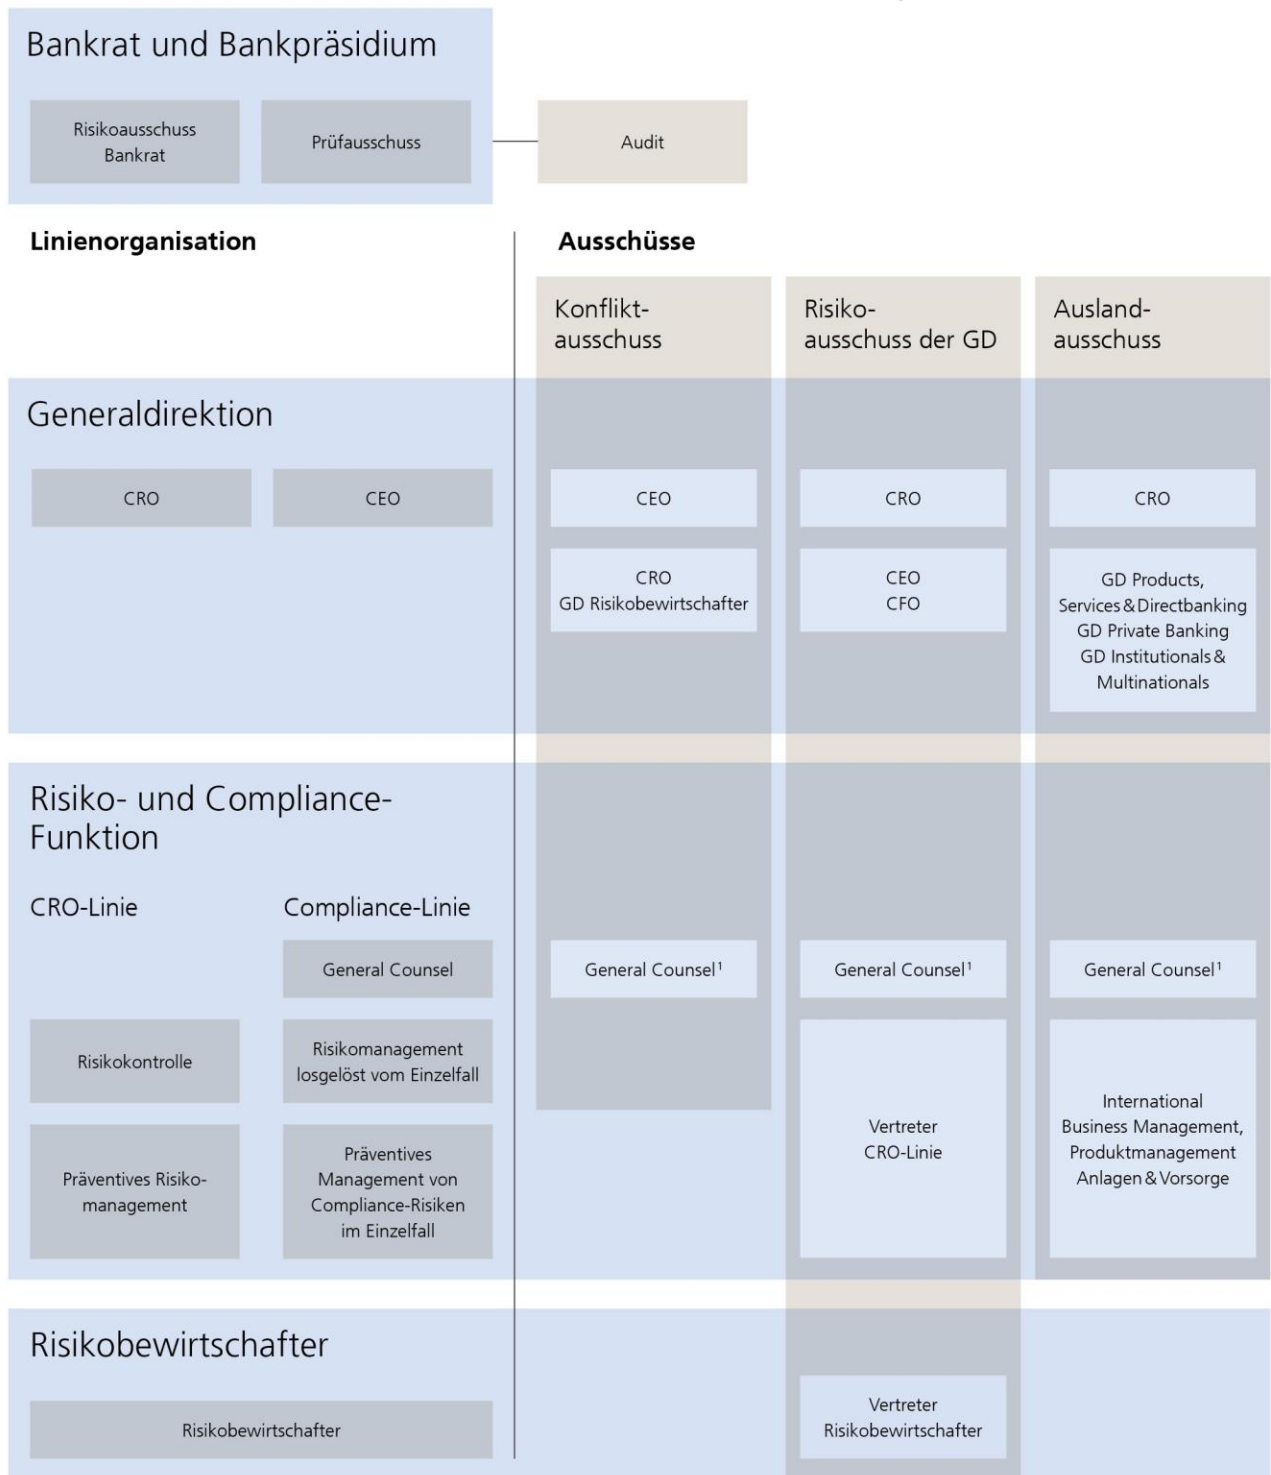 Bankrat und Bankpräsidium
Risikoausschuss
Bankrat
Prüfausschuss
Audit
Linienorganisation
Ausschüsse
Konflikt-
ausschuss
Risiko-
ausschuss der GD
Ausland-
ausschuss
Generaldirektion
CRO
CEO
CEO
CRO
CRO
CRO
GD Risikobewirtschafter
CEO
CFO
GD Products,
Services & Directbanking
GD Private Banking
GD Institutionals &
Multinationals
Risiko- und Compliance-
Funktion
CRO-Linie
Compliance-Linie
General Counsel
General Counsel¹
General Counsel¹
General Counsel¹
Risikokontrolle
Risikomanagement
losgelöst vom Einzelfall
Präventives Risiko-
management
Präventives
Management von
Compliance-Risiken
im Einzelfall
Vertreter
CRO-Linie
International
Business Management,
Produktmanagement
Anlagen & Vorsorge
Risikobewirtschafter
Risikobewirtschafter
Vertreter
Risikobewirtschafter